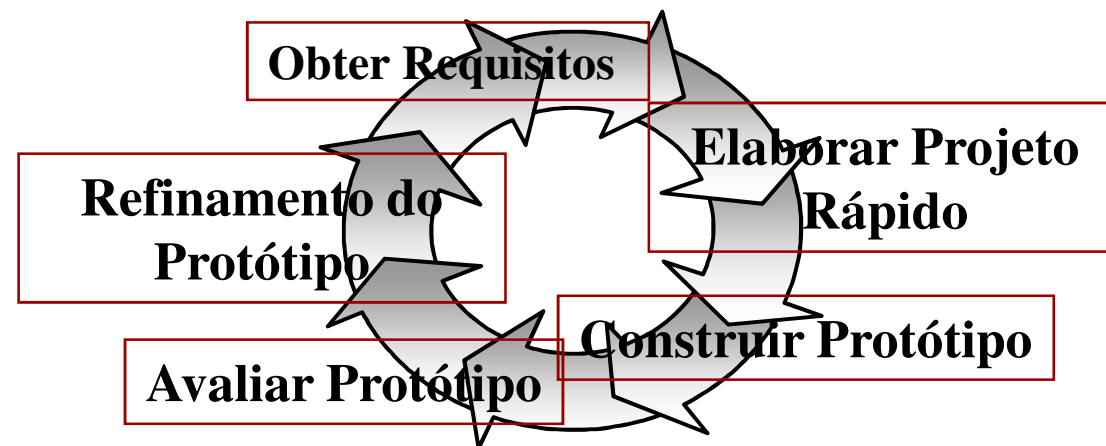 Obter Requisitos
Elaborar Projeto
Rápido
Construir Protótipo
Avaliar Protótipo
Refinamento do
Protótipo